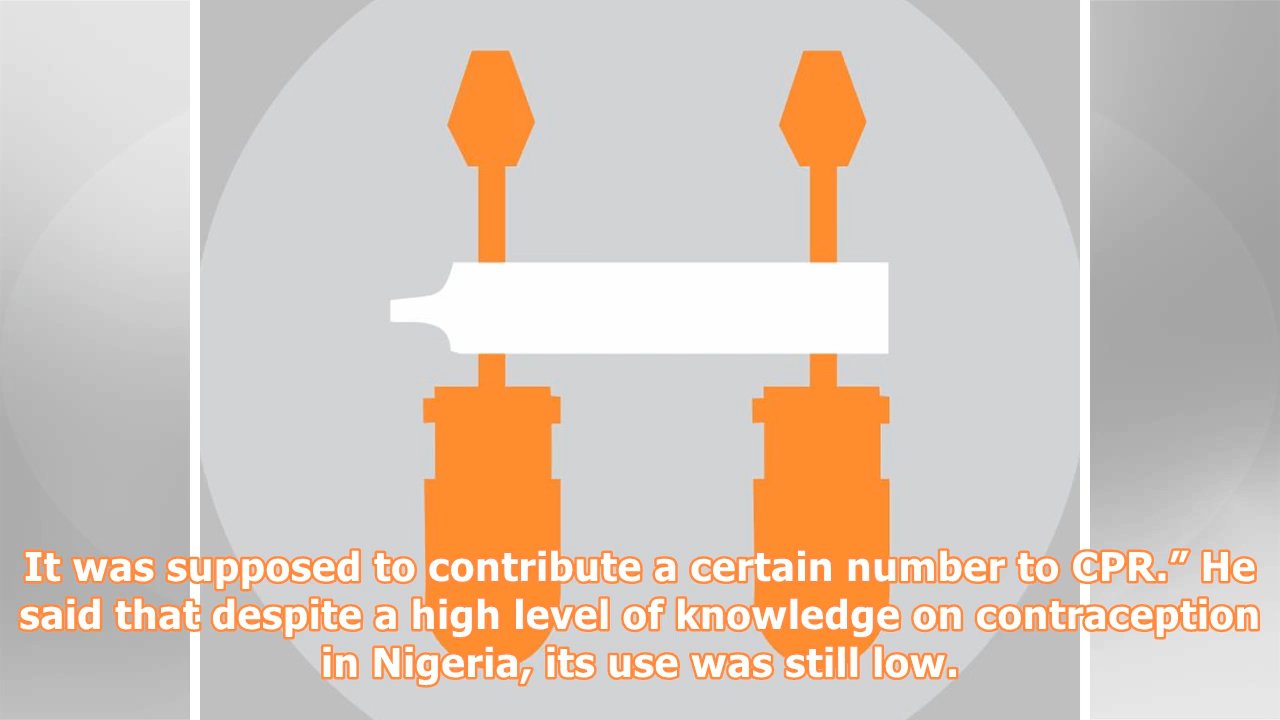 It was supposed to contribute a certain number to CPR.” He
said that despite a high level of knowledge on contraception
in Nigeria, its use was still low.